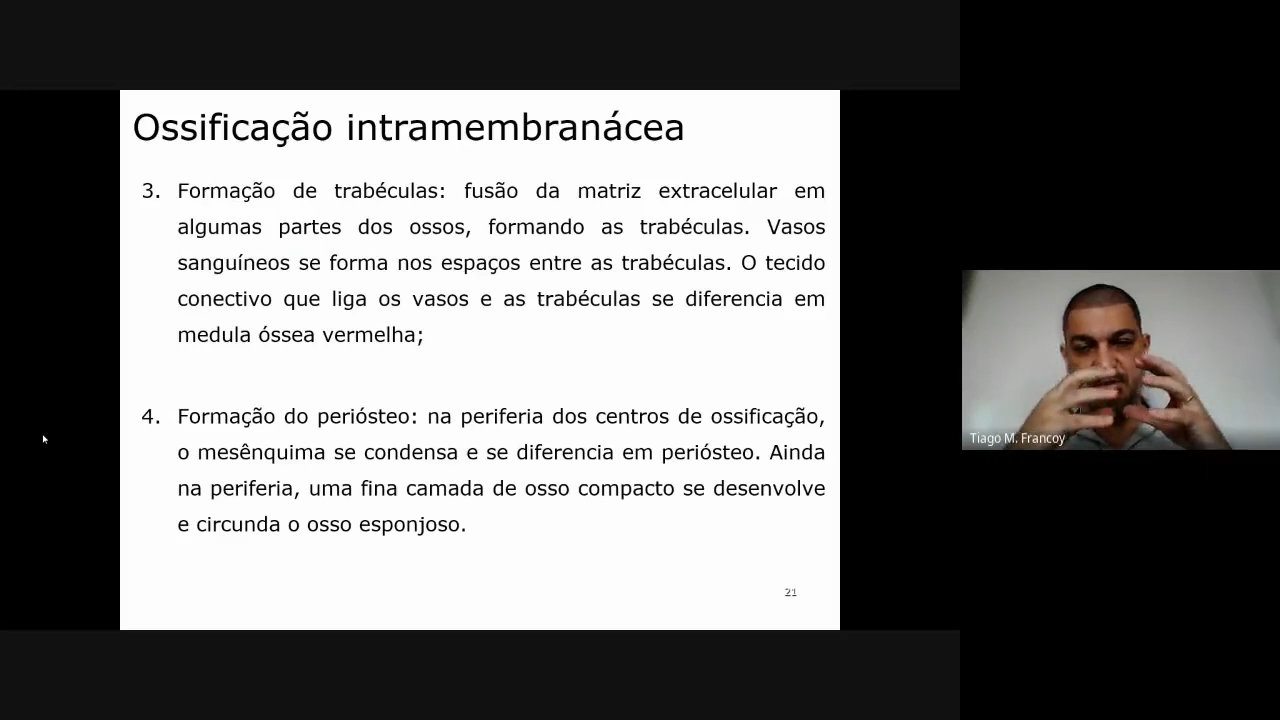 Ossificação intramembranácea
3. Formação de trabéculas: fusão da matriz extracelular em
algumas partes dos ossos, formando as trabéculas. Vasos
sanguíneos se forma nos espaços entre as trabéculas. O tecido
conectivo que liga os vasos e as trabéculas se diferencia em
medula óssea vermelha;
4. Formação do periósteo: na periferia dos centros de ossificação,
o mesênquima se condensa e se diferencia em periósteo. Ainda
na periferia, uma fina camada de osso compacto se desenvolve
e circunda o osso esponjoso.
21
Tiago M. Francoy